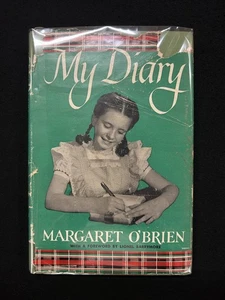 My Diary
MARGARET O'BRIEN
WITH A FOREWORD BY LIONEL BARRYMORE